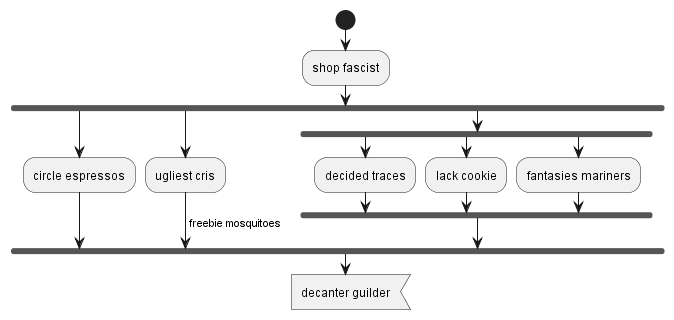 shop fascist
circle espressos
ugliest cris
decided traces
lack cookie
fantasies mariners
freebie mosquitoes
decanter guilder